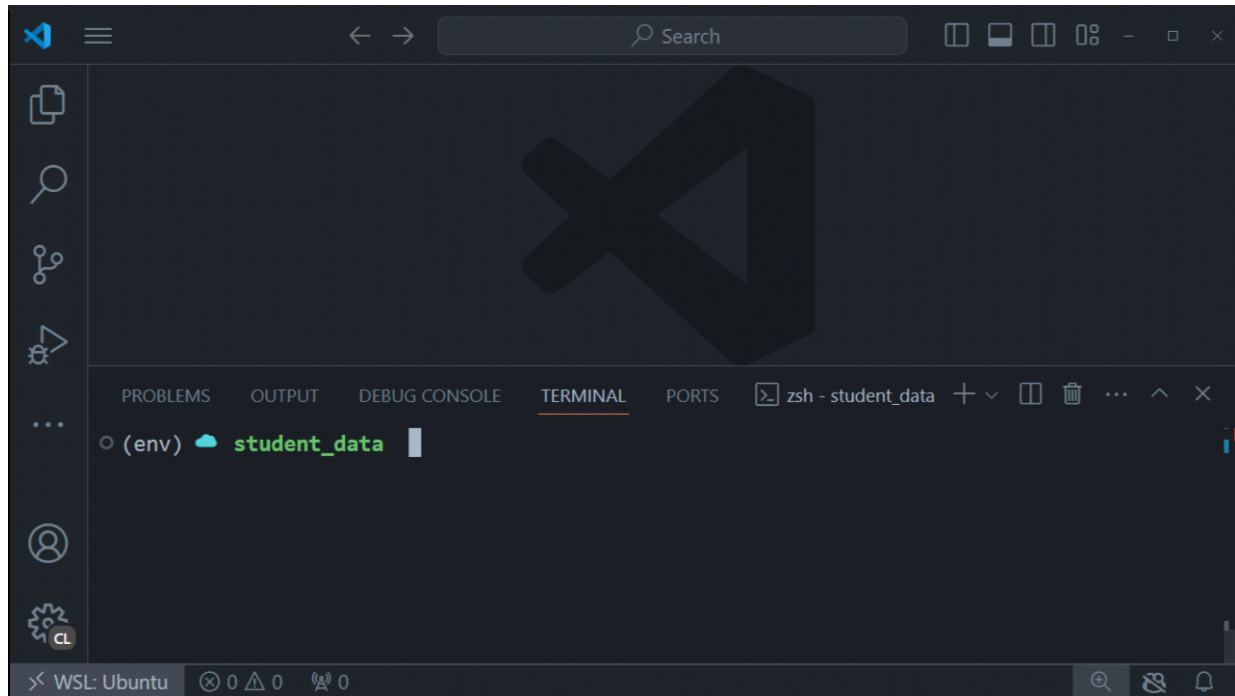 Search
PROBLEMS OUTPUT DEBUG CONSOLE TERMINAL PORTS zsh - student_data
(env) student_data
CL
WSL: Ubuntu 0 0 0